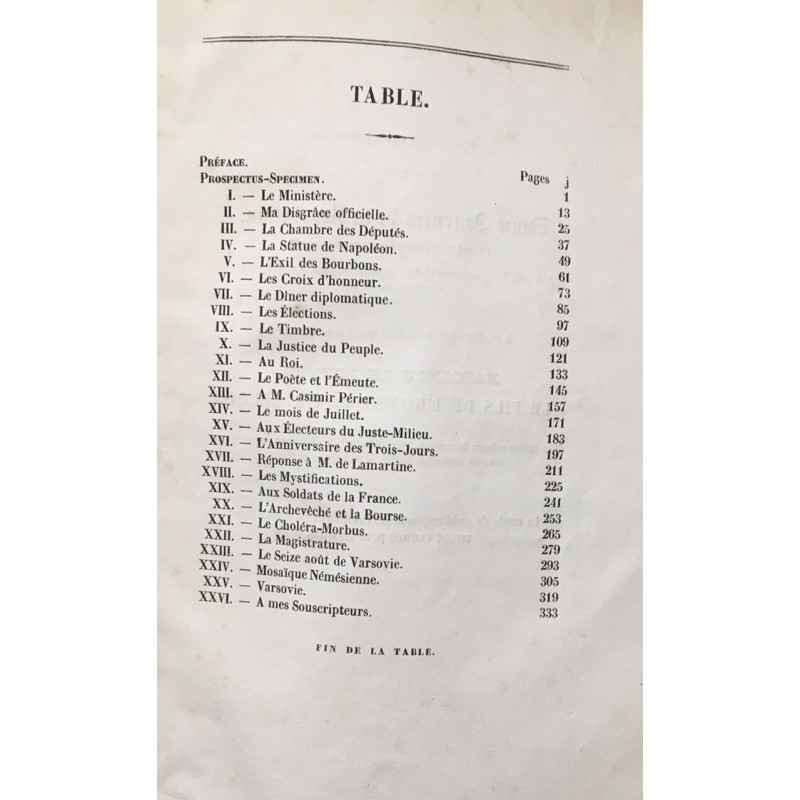 TABLE.
PRÉFACE.
PROSPECTUS-SPECIMEN. Pages j
I. — Le Ministère. 1
II. — Ma Disgrâce officielle. 13
III. — La Chambre des Députés. 25
IV. — La Statue de Napoléon. 37
V. — L'Exil des Bourbons. 49
VI. — Les Croix d'honneur. 61
VII. — Le Dîner diplomatique. 73
VIII. — Les Élections. 85
IX. — Le Timbre. 97
X. — La Justice du Peuple. 109
XI. — Au Roi. 121
XII. — Le Poète et l'Émeute. 133
XIII. — A M. Casimir Périer. 145
XIV. — Le mois de Juillet. 157
XV. — Aux Électeurs du Juste-Milieu. 171
XVI. — L'Anniversaire des Trois-Jours. 183
XVII. — Réponse à M. de Lamartine. 197
XVIII. — Les Mystifications. 211
XIX. — Aux Soldats de la France. 225
XX. — L'Archevêché et la Bourse. 241
XXI. — Le Choléra-Morbus. 253
XXII. — La Magistrature. 265
XXIII. — Le Seize août de Varsovie. 279
XXIV. — Mosaïque Némésienne. 293
XXV. — Varsovie. 305
XXVI. — A mes Souscripteurs. 319
333
FIN DE LA TABLE.